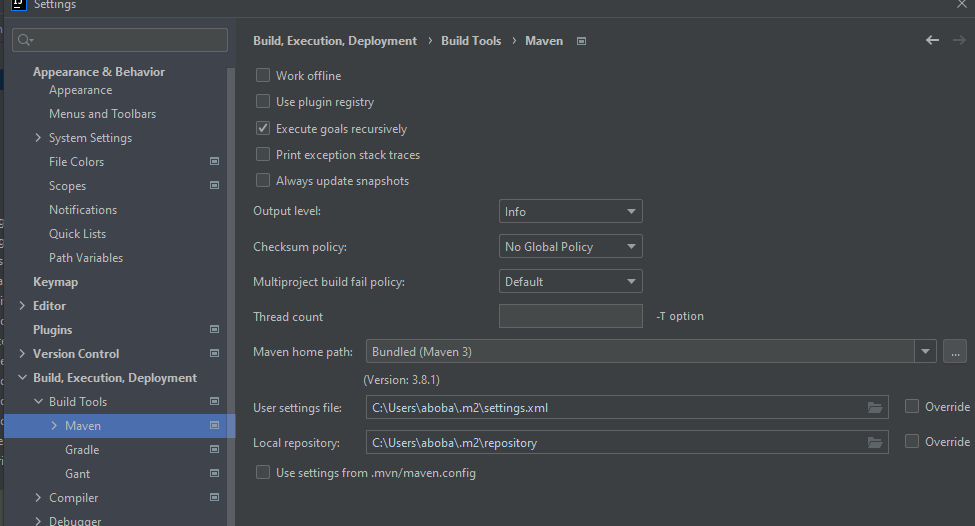 Settings
Appearance & Behavior
Appearance
Menus and Toolbars
System Settings
File Colors
Scopes
Notifications
Quick Lists
Path Variables
Keymap
Editor
Plugins
Version Control
Build, Execution, Deployment
Build Tools
Maven
Gradle
Gant
Compiler
Debugger
Build, Execution, Deployment › Build Tools › Maven
Work offline
Use plugin registry
Execute goals recursively
Print exception stack traces
Always update snapshots
Output level: Info
Checksum policy: No Global Policy
Multiproject build fail policy: Default
Thread count -T option
Maven home path: Bundled (Maven 3) ...
(Version: 3.8.1)
User settings file: C:\Users\aboba\.m2\settings.xml Override
Local repository: C:\Users\aboba\.m2\repository Override
Use settings from .mvn/maven.config